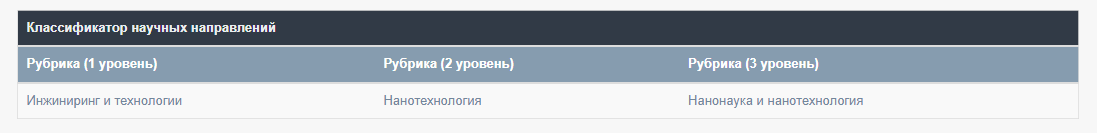 Классификатор научных направлений
Рубрика (1 уровень) Рубрика (2 уровень) Рубрика (3 уровень)
Инжиниринг и технологии Нанотехнология Нанонаука и нанотехнология